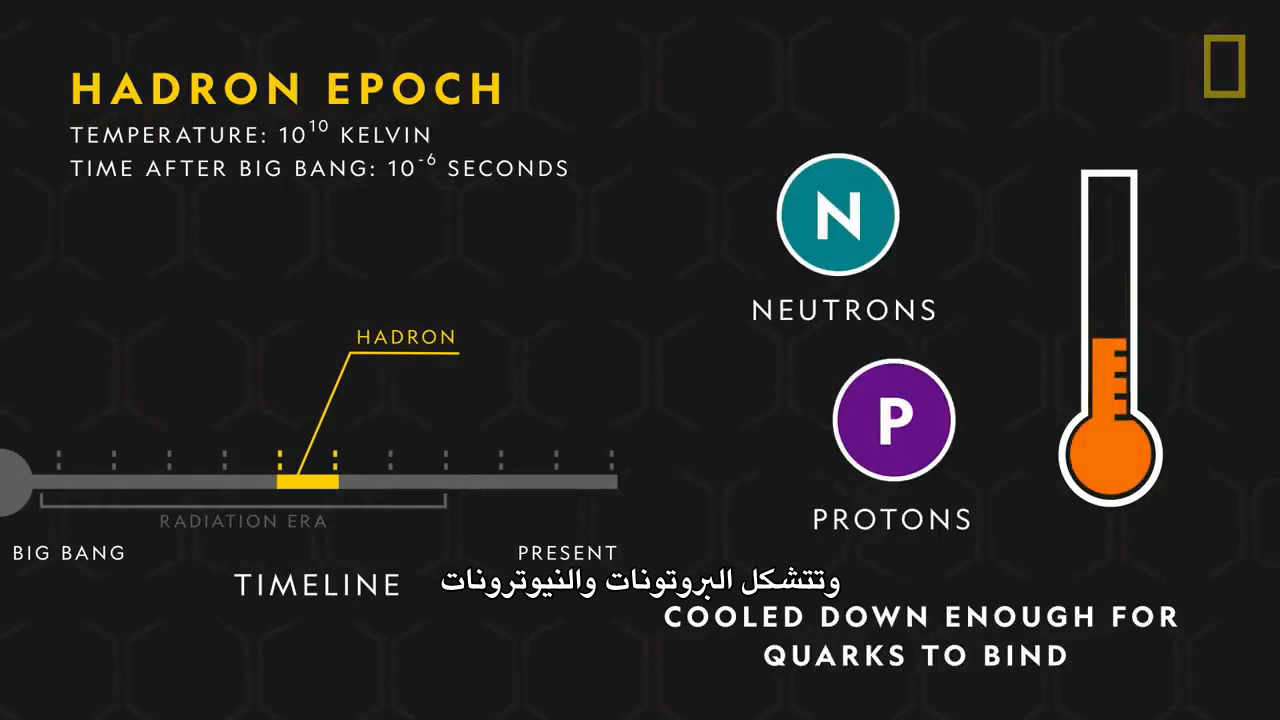 HADRON EPOCH
TEMPERATURE: 10¹⁰ KELVIN
TIME AFTER BIG BANG: 10⁻⁶ SECONDS
N
NEUTRONS
HADRON
P
PROTONS
RADIATION ERA
BIG BANG
PRESENT
TIMELINE
وتتشكل البروتونات والنيوترونات
COOLED DOWN ENOUGH FOR
QUARKS TO BIND